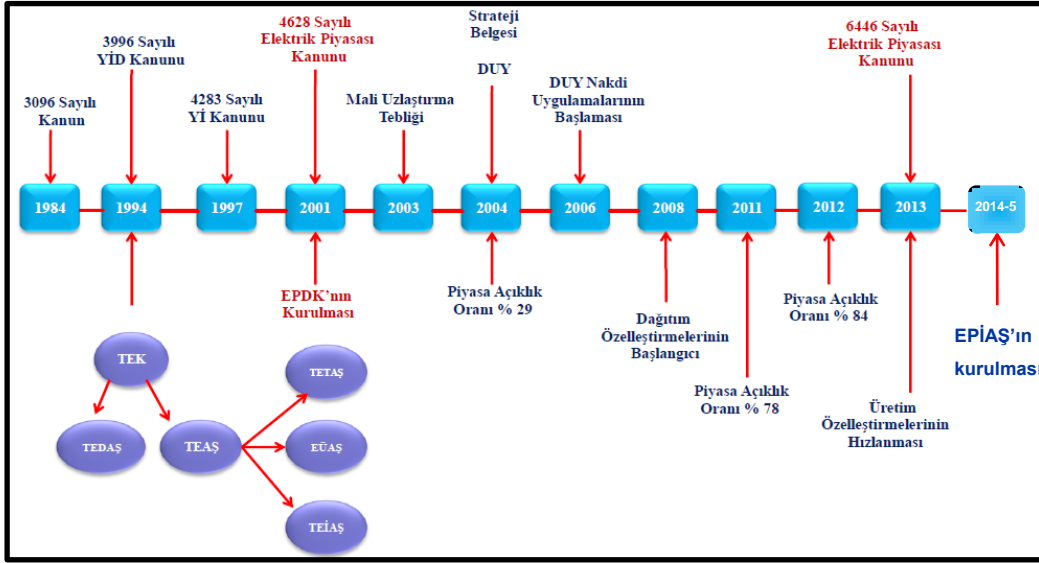 3096 Sayılı
Kanun
3996 Sayılı
YİD Kanunu
4283 Sayılı
Yİ Kanunu
4628 Sayılı
Elektrik Piyasası
Kanunu
Mali Uzlaştırma
Tebliği
Strateji
Belgesi
DUY
DUY Nakdi
Uygulamalarının
Başlaması
6446 Sayılı
Elektrik Piyasası
Kanunu
1984
1994
1997
2001
2003
2004
2006
2008
2011
2012
2013
2014-5
EPDK’nın
Kurulması
Piyasa Açıklık
Oranı % 29
Dağıtım
Özelleştirmelerinin
Başlangıcı
Piyasa Açıklık
Oranı % 78
Piyasa Açıklık
Oranı % 84
Üretim
Özelleştirmelerinin
Hızlanması
EPİAŞ’ın
kurulması
TEK
TEDAŞ
TEAŞ
TETAŞ
EÜAŞ
TEİAŞ